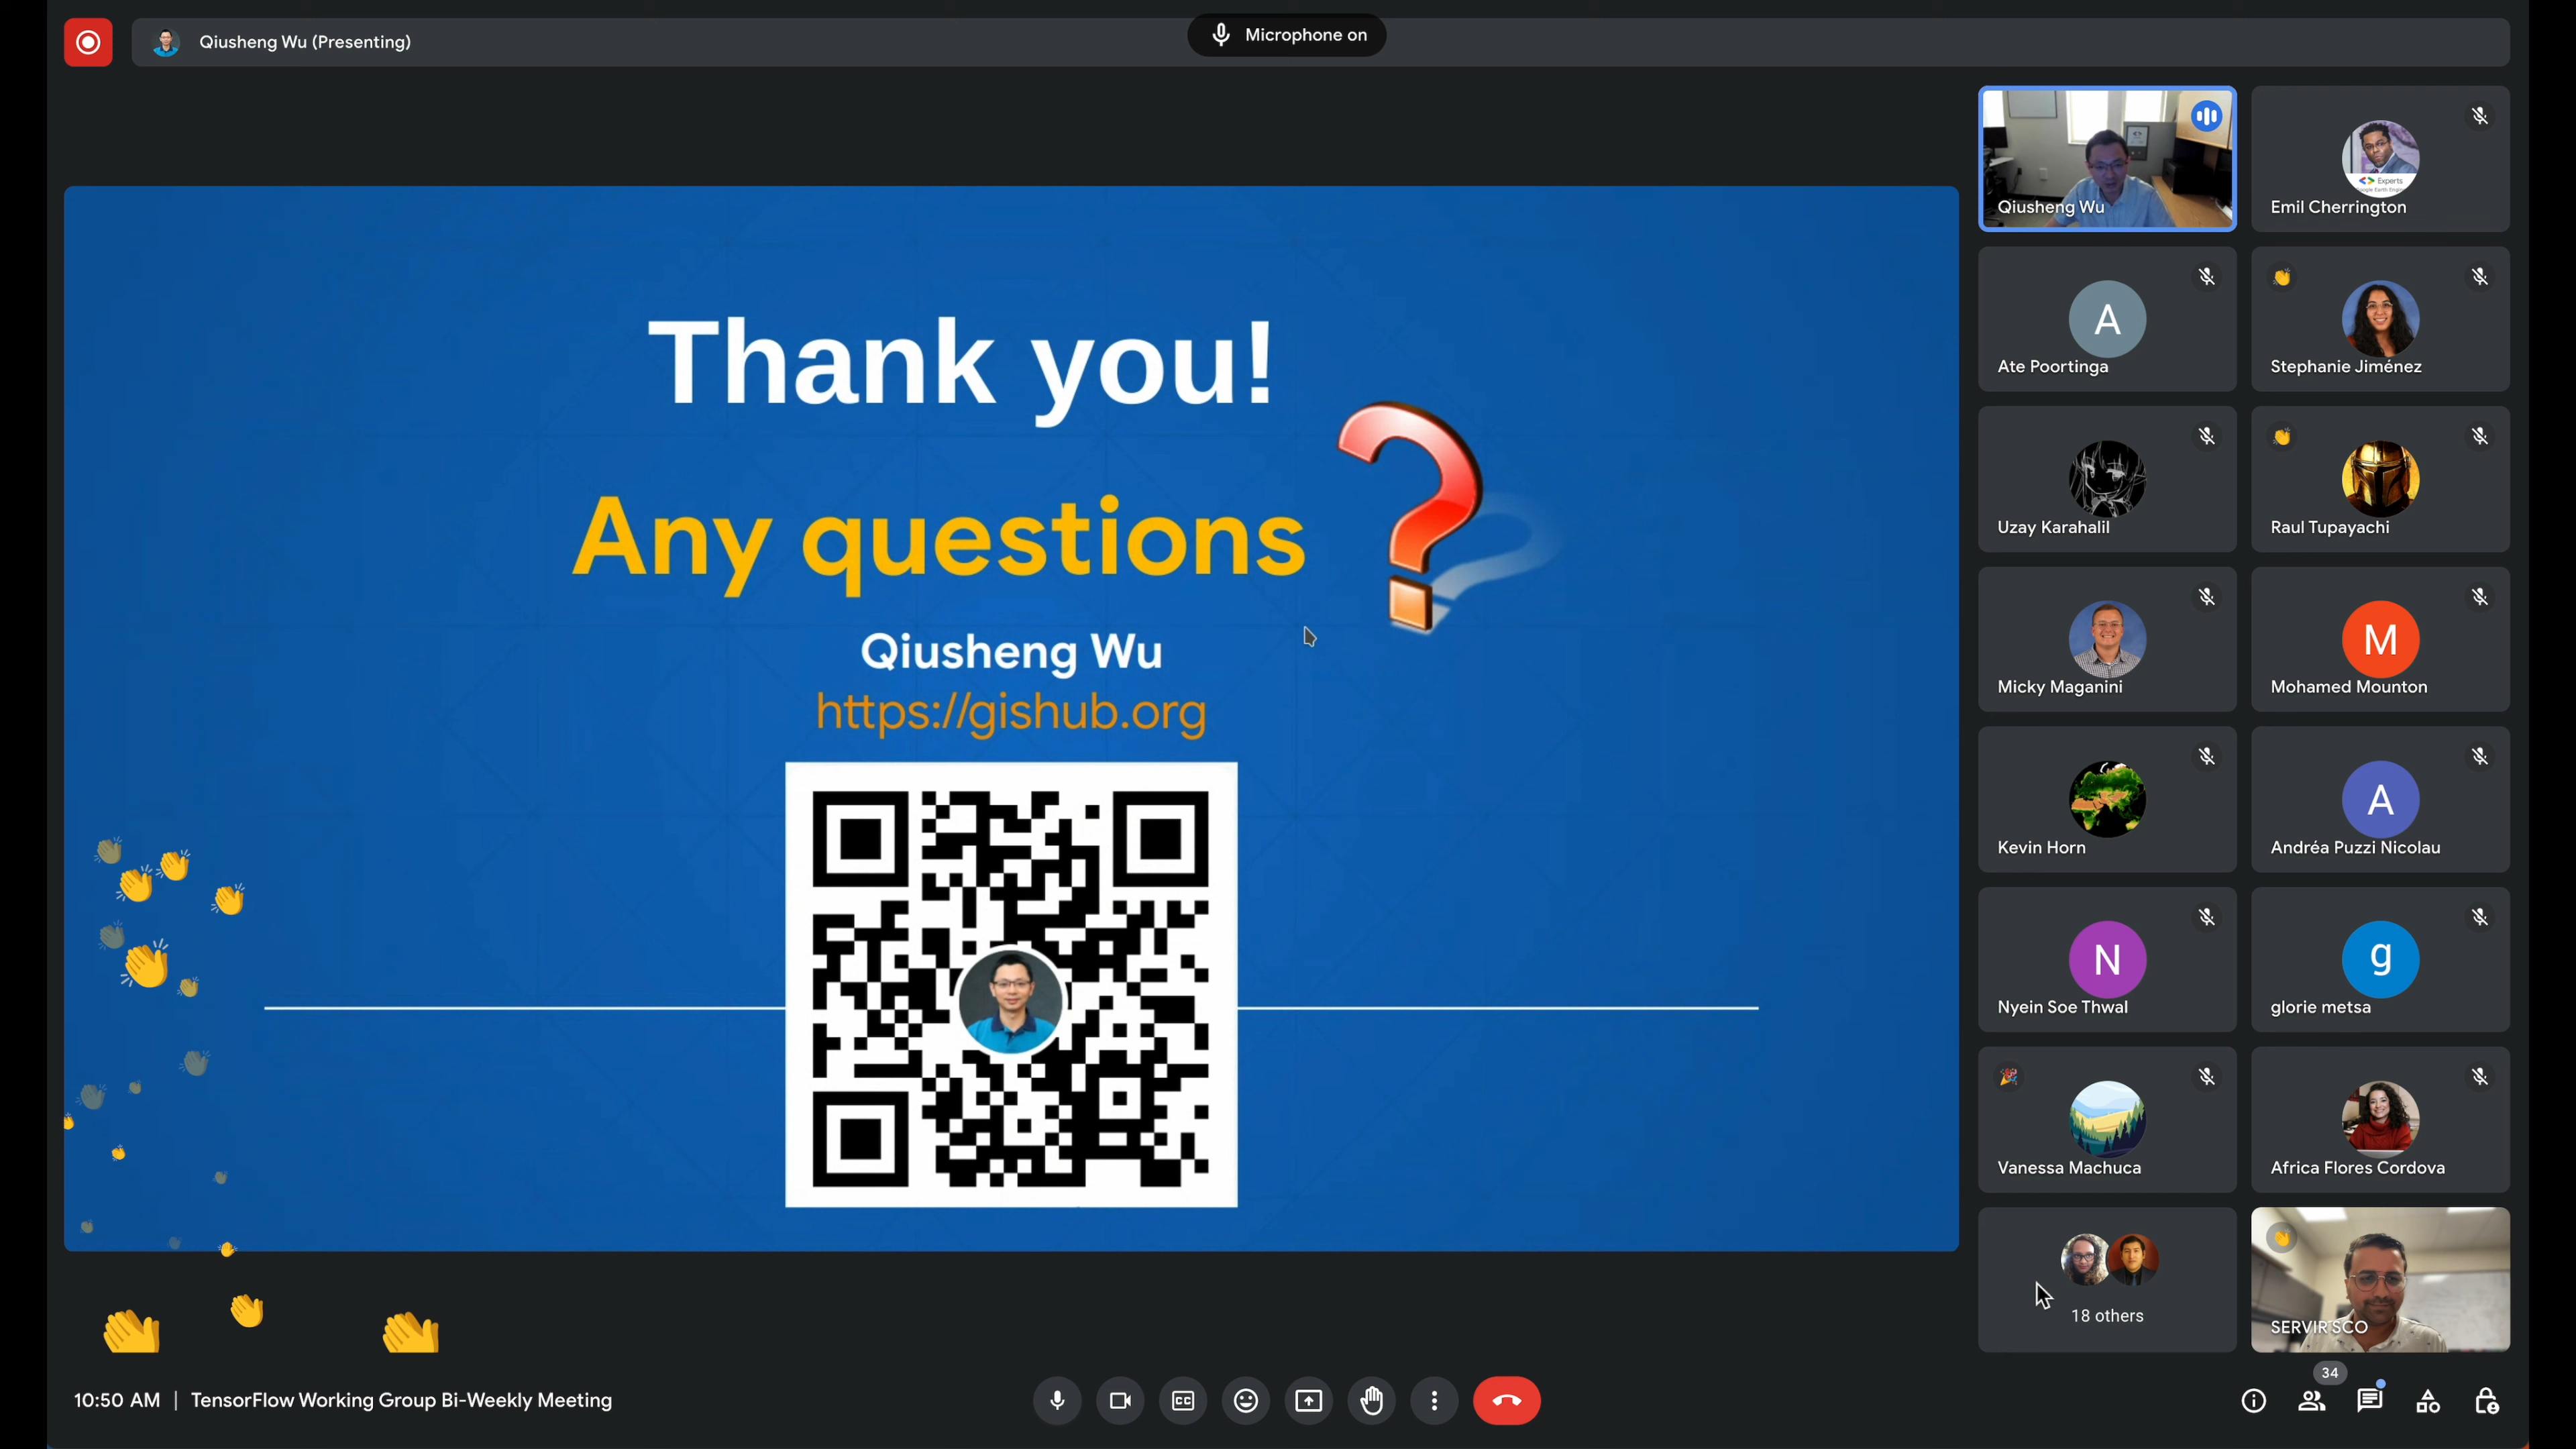 Qiusheng Wu (Presenting)
Microphone on
Thank you!
Any questions
?
Qiusheng Wu
https://gishub.org
Qiusheng Wu
Experts
Emil Cherrington
A
Ate Poortinga
Stephanie Jiménez
Uzay Karahalil
Raul Tupayachi
Micky Maganini
M
Mohamed Mounton
Kevin Horn
A
Andréa Puzzi Nicolau
N
Nyein Soe Thwal
g
glorie metsa
Vanessa Machuca
Africa Flores Cordova
18 others
SERVIR SCO
10:50 AM | TensorFlow Working Group Bi-Weekly Meeting
CC
34